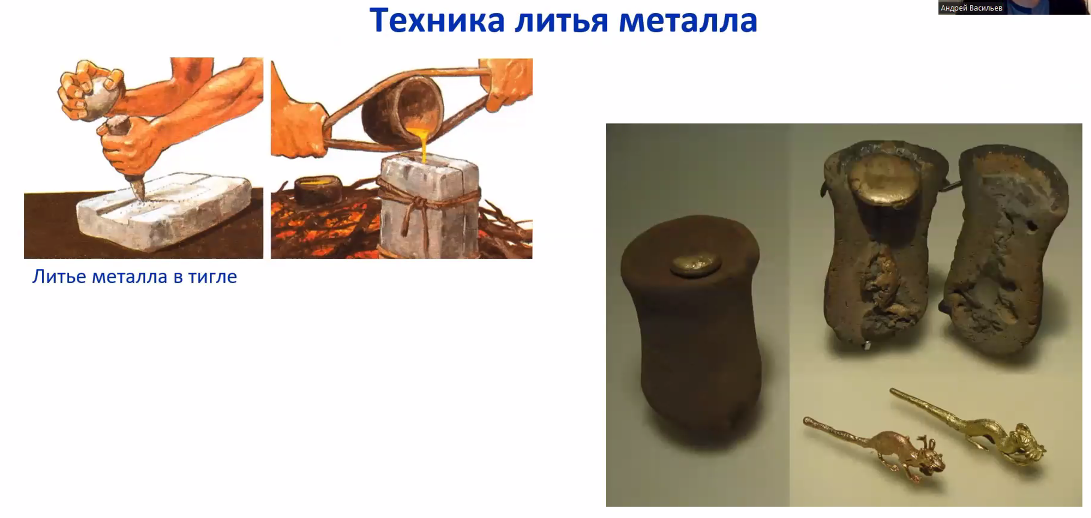 Андрей Васильев
Техника литья металла
Литье металла в тигле